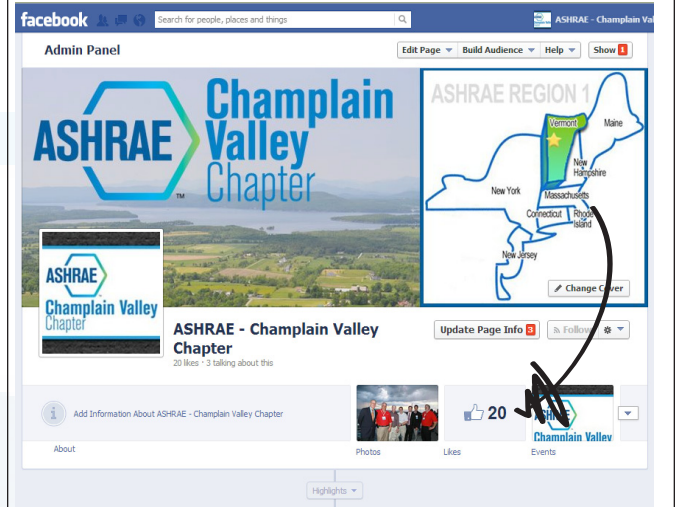 facebook
Search for people, places and things
ASHRAE - Champlain Val
Admin Panel
Edit Page
Build Audience
Help
Show 1
ASHRAE
TM
Champlain
Valley
Chapter
ASHRAE REGION 1
Vermont
Maine
New
Hampshire
New York
Massachusetts
Connecticut
Rhode
Island
New Jersey
Change Cover
ASHRAE
Champlain Valley
Chapter
ASHRAE - Champlain Valley
Chapter
20 likes · 3 talking about this
Update Page Info 3
Follow
Add Information About ASHRAE - Champlain Valley Chapter
20
ASHRAE
Champlain Valley
About
Photos
Likes
Events
Highlights